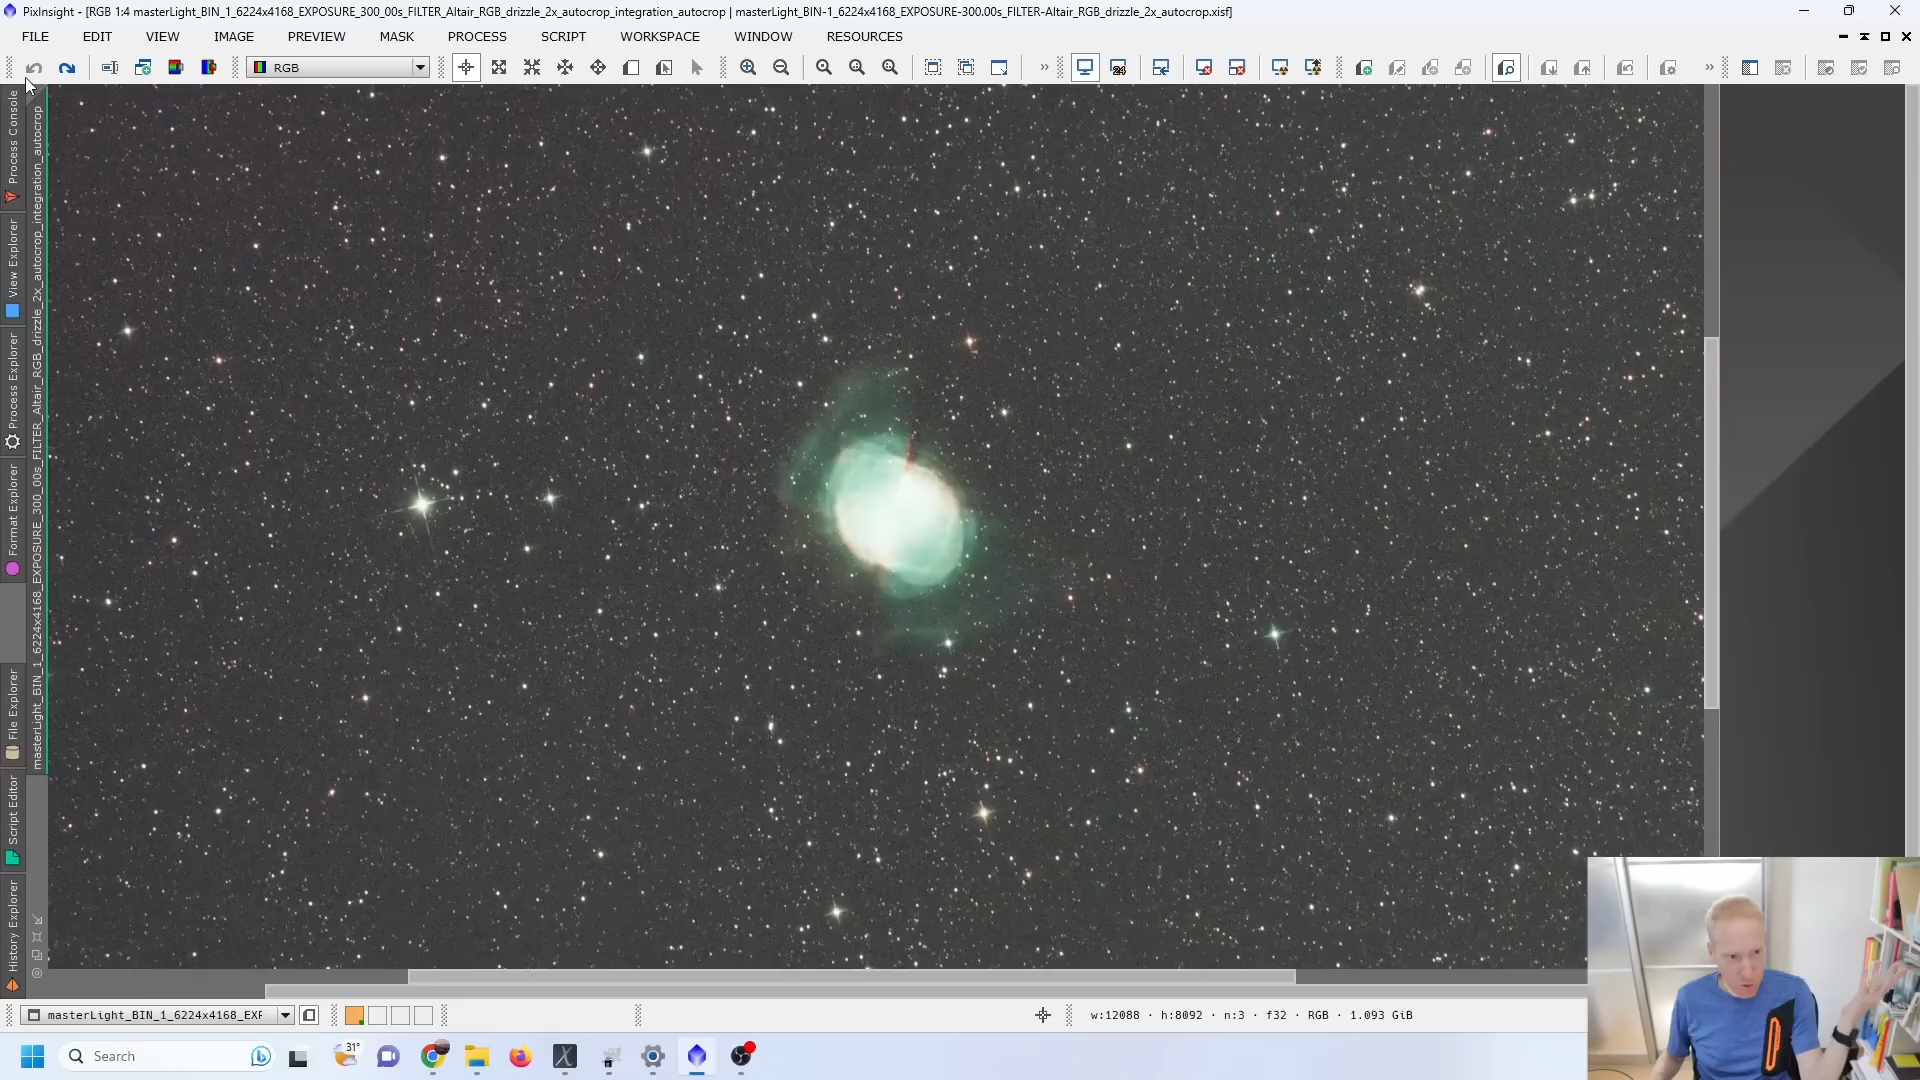 PixInsight - [RGB 1:4 masterLight_BIN_1_6224x4168_EXPOSURE_300_00s_FILTER_Altair_RGB_drizzle_2x_autocrop_integration_autocrop | masterLight_BIN-1_6224x4168_EXPOSURE-300.00s_FILTER-Altair_RGB_drizzle_2x_autocrop.xisf]
FILE EDIT VIEW IMAGE PREVIEW MASK PROCESS SCRIPT WORKSPACE WINDOW RESOURCES
RGB
24
Process Console
View Explorer
Process Explorer
Format Explorer
File Explorer
Script Editor
History Explorer
masterLight_BIN_1_6224x4168_EXPOSURE_300_00s_FILTER_Altair_RGB_drizzle_2x_autocrop_integration_autocrop
masterLight_BIN_1_6224x4168_EXF
w:12088 · h:8092 · n:3 · f32 · RGB · 1.093 GiB
Search
31°